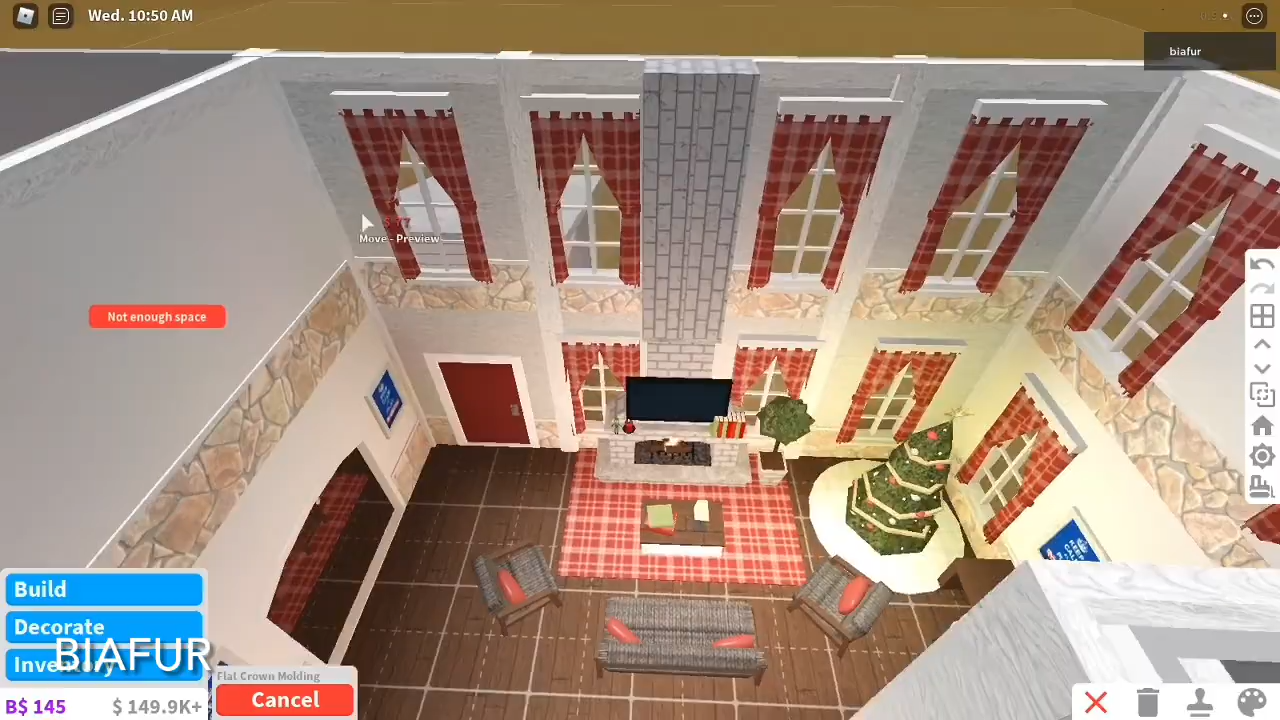 Wed. 10:50 AM
biafur
Move - Preview
Not enough space
Build
Decorate
Inventory
BIAFUR
Flat Crown Molding
Cancel
B$ 145
$ 149.9K+